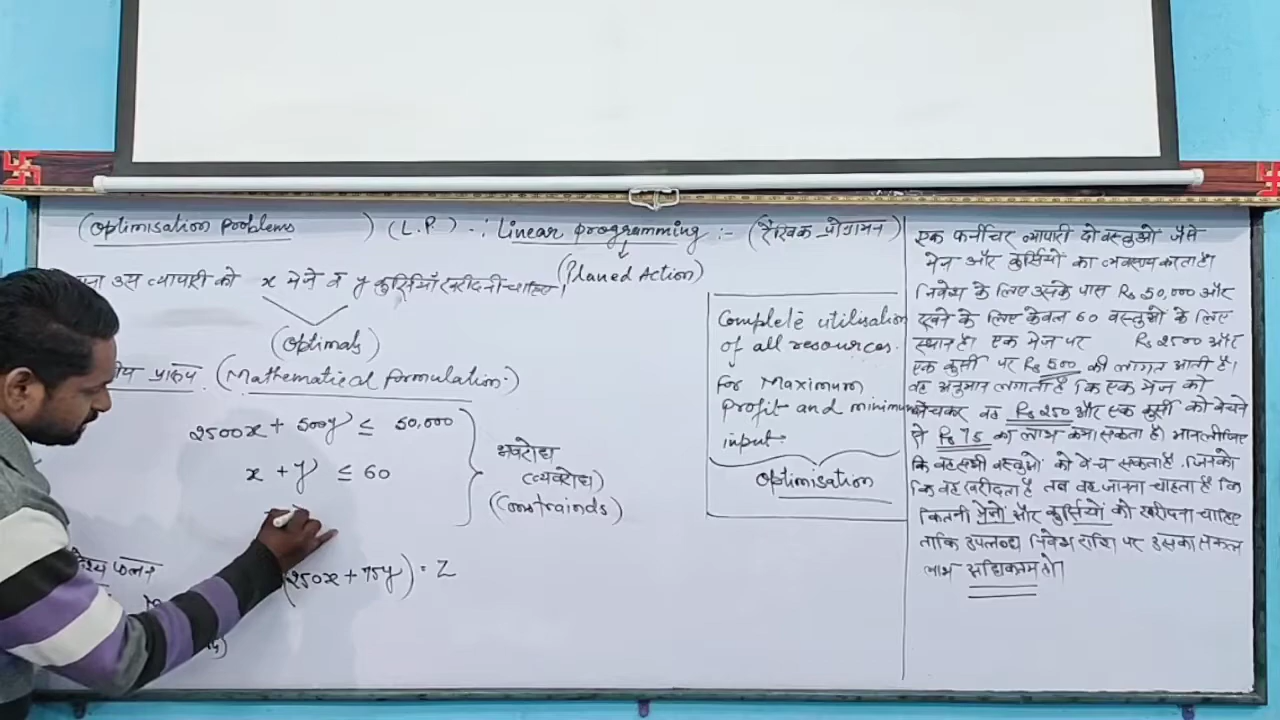 (Optimisation Problems ) (L.P.) -: Linear programming :- (रैखिक प्रोग्रामन)
उस व्यापारी को x मेजें व y कुर्सियाँ खरीदनी चाहिए
(Planed Action)
(Optimals)
प्रारूप (Mathematical formulation)
2500x + 500y ≤ 50,000
x + y ≤ 60
अवरोध
(व्यवरोध)
(Constrainds)
फलन
(250x + 75y) = Z
Complete utilisation
of all resources.
for Maximum
Profit and minimum
input
Optimisation
एक फर्नीचर व्यापारी दो वस्तुओं जैसे
मेज और कुर्सियों का व्यवसाय करता है।
निवेश के लिए उसके पास Rs 50,000 और
रखने के लिए केवल 60 वस्तुओं के लिए
स्थान है। एक मेज पर Rs 2500 और
एक कुर्सी पर Rs 500 की लागत आती है।
वह अनुमान लगाता है कि एक मेज को
बेचकर वह Rs 250 और एक कुर्सी को बेचने
से Rs 75 का लाभ कमा सकता है। मान लीजिए
कि वह सभी वस्तुओं को बेच सकता है जिनको
कि वह खरीदता है तब वह जानना चाहता है कि
कितनी मेजों और कुर्सियों को खरीदना चाहिए
ताकि उपलब्ध निवेश राशि पर उसका सकल
लाभ अधिकतम हो।